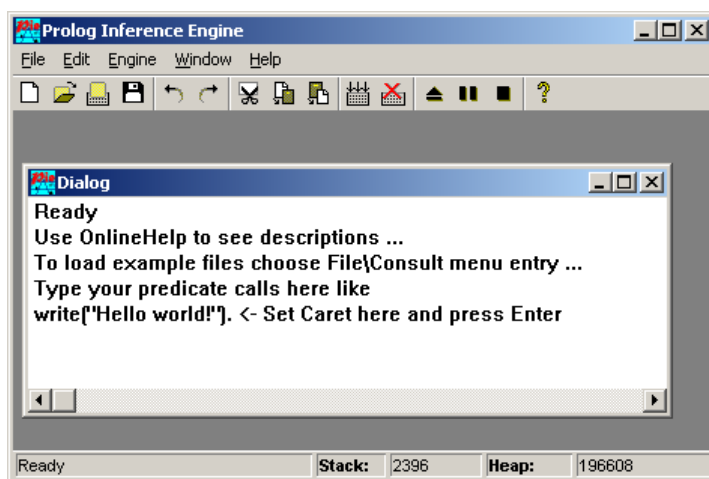 Prolog Inference Engine
File Edit Engine Window Help
Dialog
Ready
Use OnlineHelp to see descriptions ...
To load example files choose File\Consult menu entry ...
Type your predicate calls here like
write("Hello world!"). <- Set Caret here and press Enter
Ready Stack: 2396 Heap: 196608